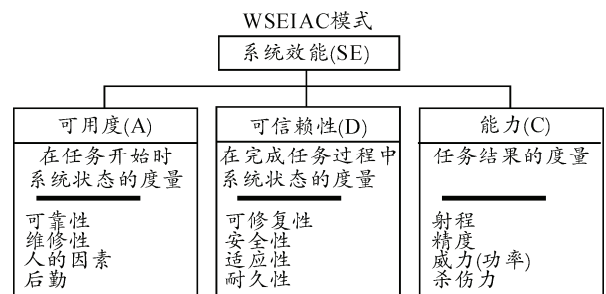 WSEIAC模式
系统效能(SE)
可用度(A)
在任务开始时
系统状态的度量
可靠性
维修性
人的因素
后勤
可信赖性(D)
在完成任务过程中
系统状态的度量
可修复性
安全性
适应性
耐久性
能力(C)
任务结果的度量
射程
精度
威力(功率)
杀伤力